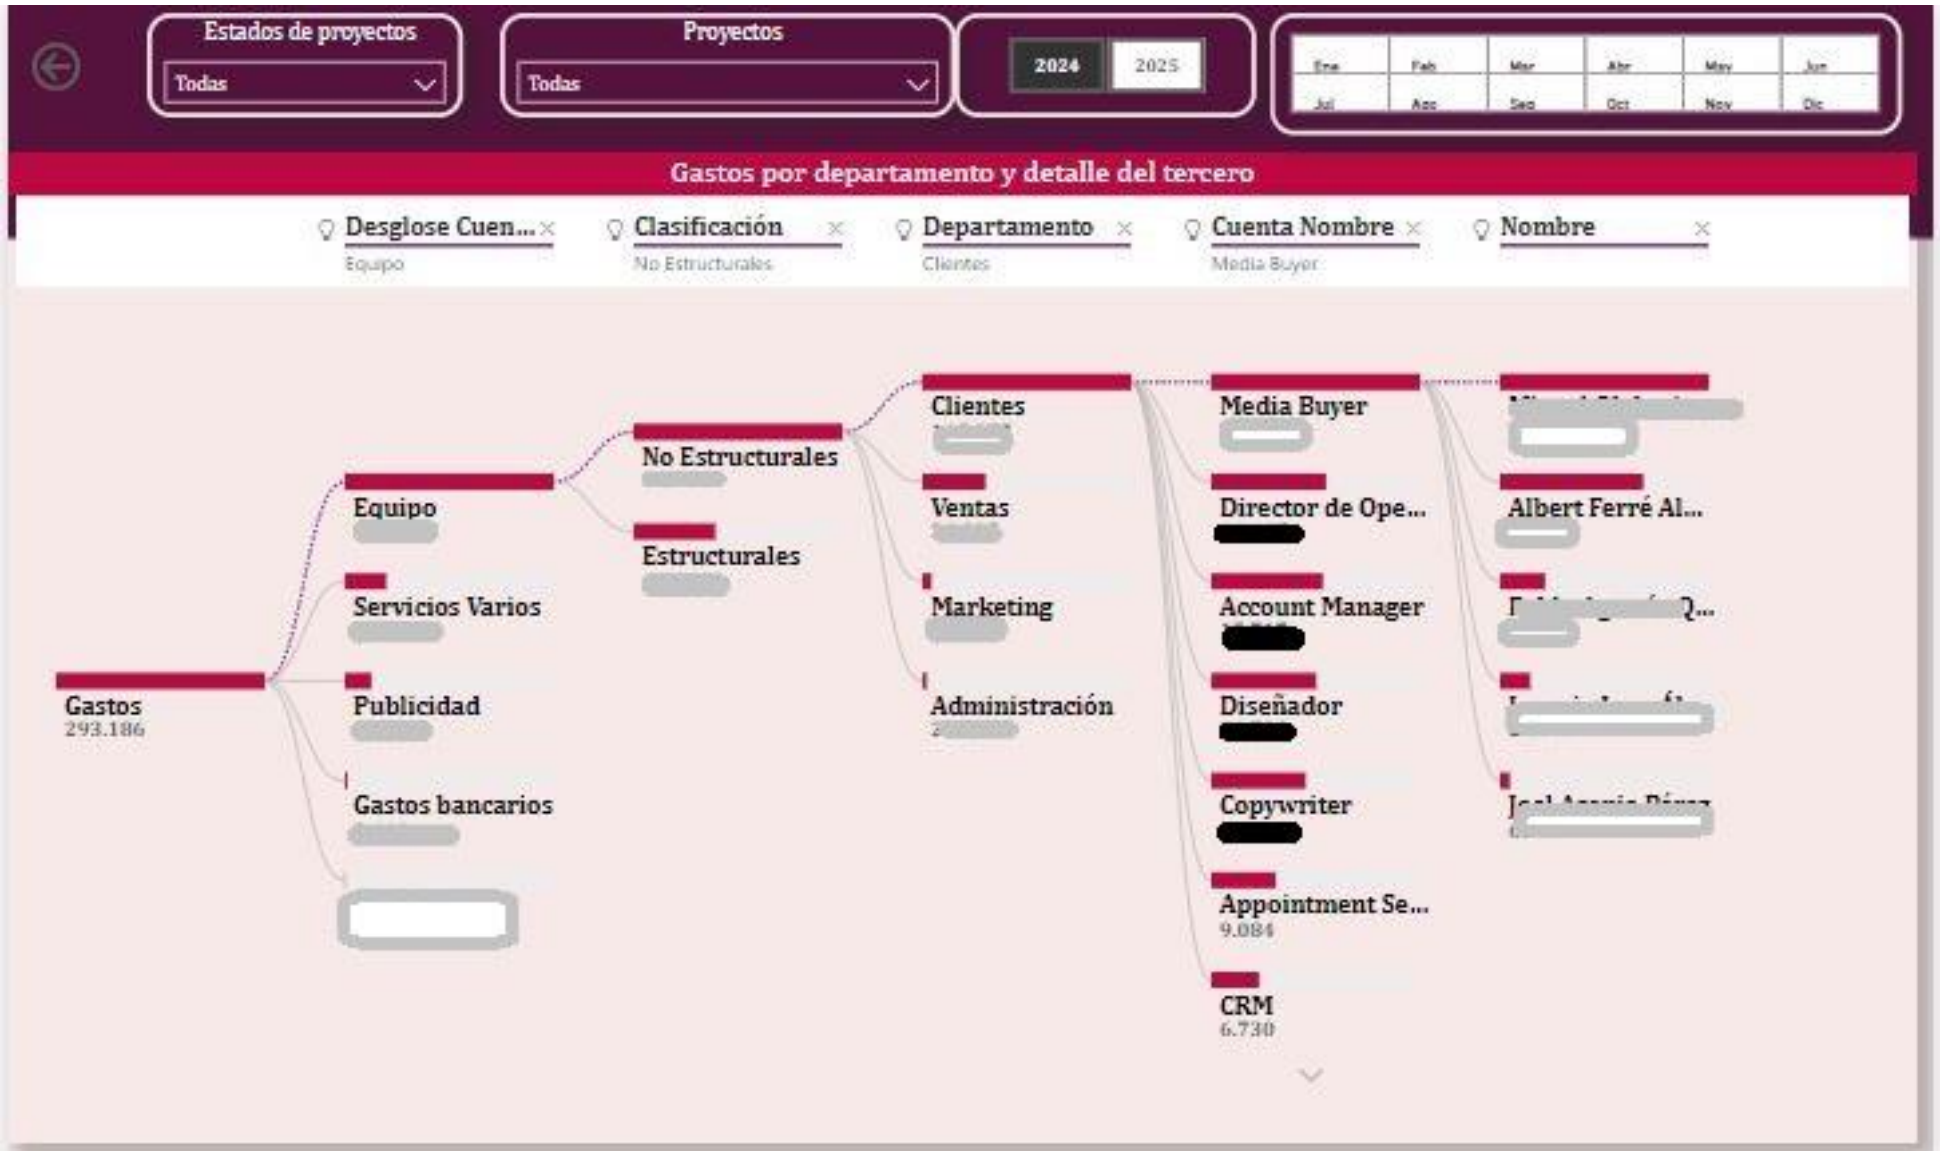 Estados de proyectos
Todas
Proyectos
Todas
2024
2025
Ene Feb Mar Abr May Jun
Jul Ago Sep Oct Nov Dic
Gastos por departamento y detalle del tercero
Desglose Cuen...
Equipo
Clasificación
No Estructurales
Departamento
Clientes
Cuenta Nombre
Media Buyer
Nombre
Gastos
293.186
Equipo
Servicios Varios
Publicidad
Gastos bancarios
No Estructurales
Estructurales
Clientes
Ventas
Marketing
Administración
Media Buyer
Director de Ope...
Account Manager
Diseñador
Copywriter
Appointment Se...
9.084
CRM
6.730
Albert Ferré Al...